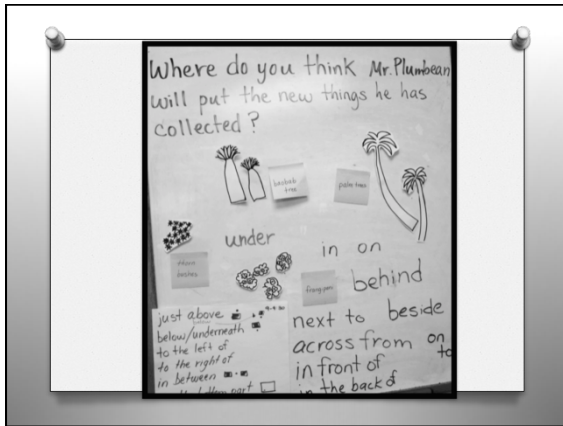 Where do you think Mr. Plumbean
will put the new things he has
collected?
baobab
tree
palm trees
under
in on
bushes
behind
just above
below/underneath
to the left of
to the right of
in between
next to beside
across from on
to
in front of
in the back of